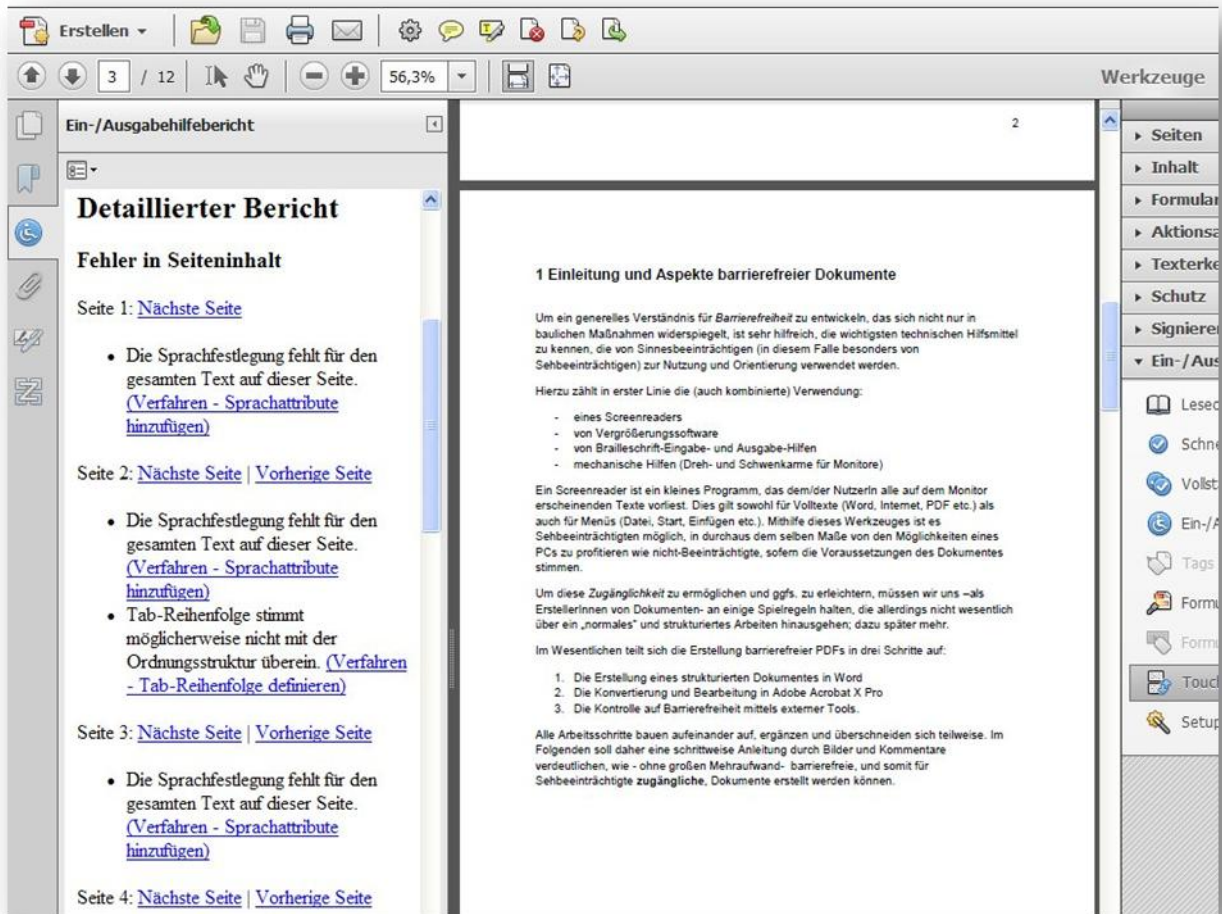 Erstellen
3 / 12
56,3%
Werkzeuge
Ein-/Ausgabehilfebericht
Detaillierter Bericht
Fehler in Seiteninhalt
Seite 1: Nächste Seite
• Die Sprachfestlegung fehlt für den
gesamten Text auf dieser Seite.
(Verfahren - Sprachattribute
hinzufügen)
Seite 2: Nächste Seite | Vorherige Seite
• Die Sprachfestlegung fehlt für den
gesamten Text auf dieser Seite.
(Verfahren - Sprachattribute
hinzufügen)
• Tab-Reihenfolge stimmt
möglicherweise nicht mit der
Ordnungsstruktur überein. (Verfahren
- Tab-Reihenfolge definieren)
Seite 3: Nächste Seite | Vorherige Seite
• Die Sprachfestlegung fehlt für den
gesamten Text auf dieser Seite.
(Verfahren - Sprachattribute
hinzufügen)
Seite 4: Nächste Seite | Vorherige Seite
2
1 Einleitung und Aspekte barrierefreier Dokumente
Um ein generelles Verständnis für Barrierefreiheit zu entwickeln, das sich nicht nur in
baulichen Maßnahmen widerspiegelt, ist sehr hilfreich, die wichtigsten technischen Hilfsmittel
zu kennen, die von Sinnesbeeinträchtigen (in diesem Falle besonders von
Sehbeeinträchtigen) zur Nutzung und Orientierung verwendet werden.
Hierzu zählt in erster Linie die (auch kombinierte) Verwendung:
- eines Screenreaders
- von Vergrößerungssoftware
- von Brailleschrift-Eingabe- und Ausgabe-Hilfen
- mechanische Hilfen (Dreh- und Schwenkarme für Monitore)
Ein Screenreader ist ein kleines Programm, das dem/der NutzerIn alle auf dem Monitor
erscheinenden Texte vorliest. Dies gilt sowohl für Volltexte (Word, Internet, PDF etc.) als
auch für Menüs (Datei, Start, Einfügen etc.). Mithilfe dieses Werkzeuges ist es
Sehbeeinträchtigten möglich, in durchaus dem selben Maße von den Möglichkeiten eines
PCs zu profitieren wie nicht-Beeinträchtigte, sofern die Voraussetzungen des Dokumentes
stimmen.
Um diese Zugänglichkeit zu ermöglichen und ggfs. zu erleichtern, müssen wir uns –als
ErstellerInnen von Dokumenten- an einige Spielregeln halten, die allerdings nicht wesentlich
über ein „normales“ und strukturiertes Arbeiten hinausgehen; dazu später mehr.
Im Wesentlichen teilt sich die Erstellung barrierefreier PDFs in drei Schritte auf:
1. Die Erstellung eines strukturierten Dokumentes in Word
2. Die Konvertierung und Bearbeitung in Adobe Acrobat X Pro
3. Die Kontrolle auf Barrierefreiheit mittels externer Tools.
Alle Arbeitsschritte bauen aufeinander auf, ergänzen und überschneiden sich teilweise. Im
Folgenden soll daher eine schrittweise Anleitung durch Bilder und Kommentare
verdeutlichen, wie - ohne großen Mehraufwand- barrierefreie, und somit für
Sehbeeinträchtigte zugängliche, Dokumente erstellt werden können.
Seiten
Inhalt
Formular
Aktionsa
Texterke
Schutz
Signieren
Ein-/Aus
Lesec
Schne
Vollst
Ein-/A
Tags
Formu
Formu
Touch
Setup